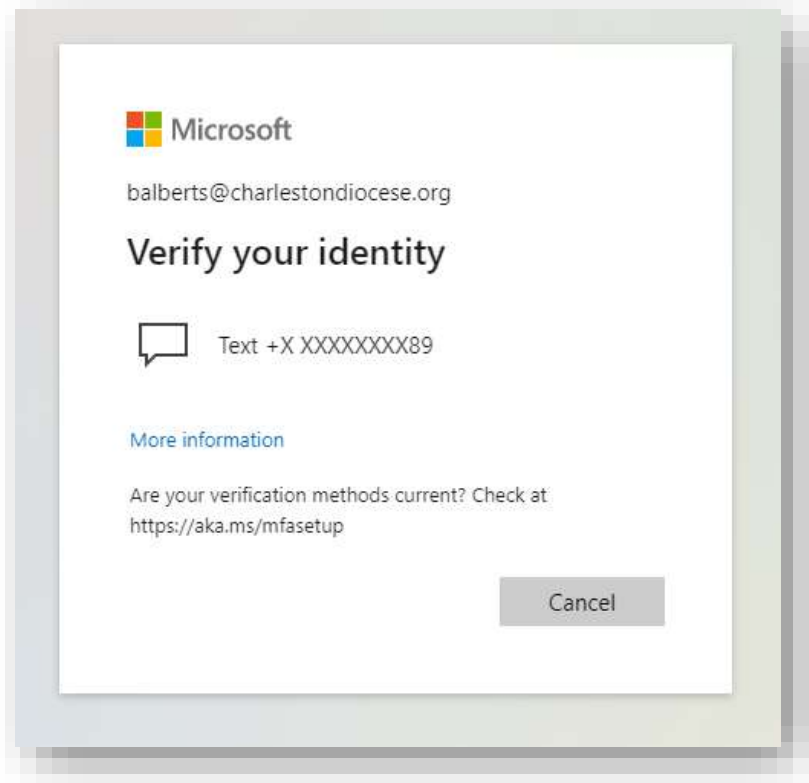 Microsoft
balberts@charlestondiocese.org
Verify your identity
Text +X XXXXXXXX89
More information
Are your verification methods current? Check at
https://aka.ms/mfasetup
Cancel